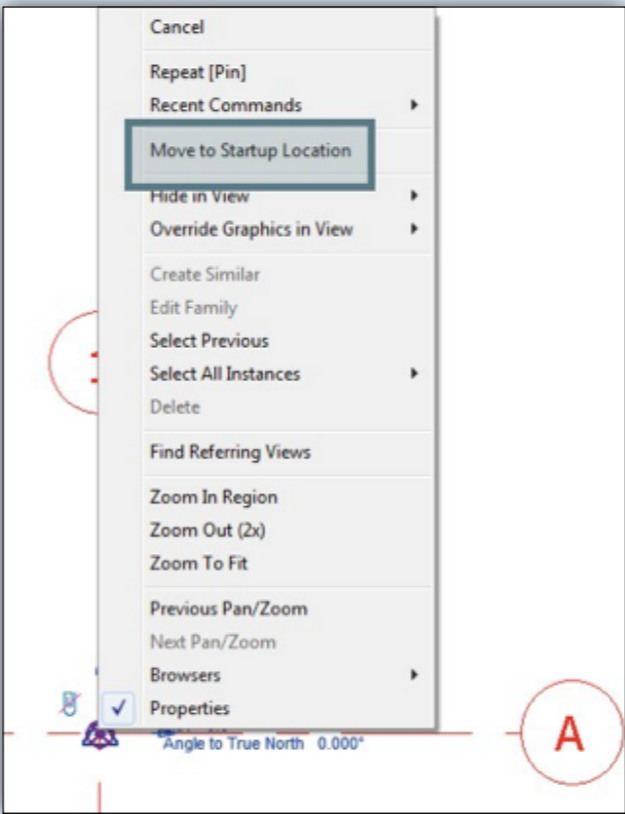 Cancel
Repeat [Pin]
Recent Commands
Move to Startup Location
Hide in View
Override Graphics in View
Create Similar
Edit Family
Select Previous
Select All Instances
Delete
Find Referring Views
Zoom In Region
Zoom Out (2x)
Zoom To Fit
Previous Pan/Zoom
Next Pan/Zoom
Browsers
Properties
Angle to True North 0.000°
A